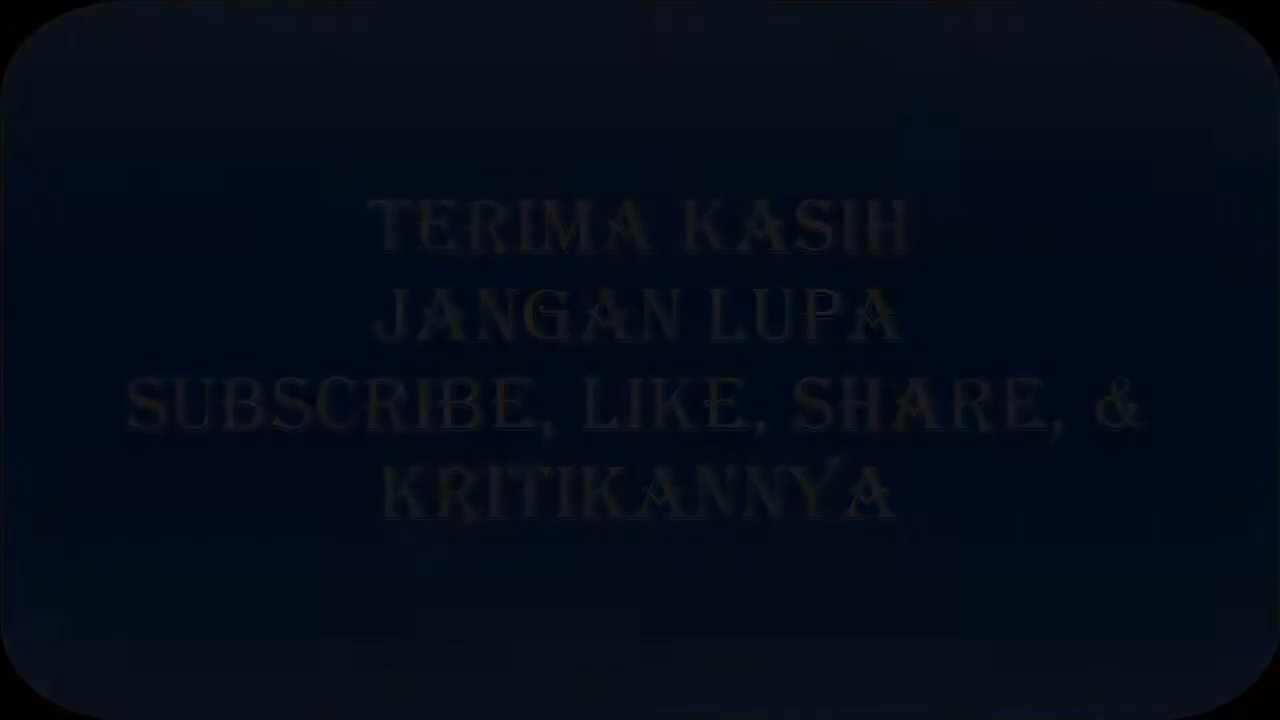 TERIMA KASIH
JANGAN LUPA
SUBSCRIBE, LIKE, SHARE, &
KRITIKANNYA